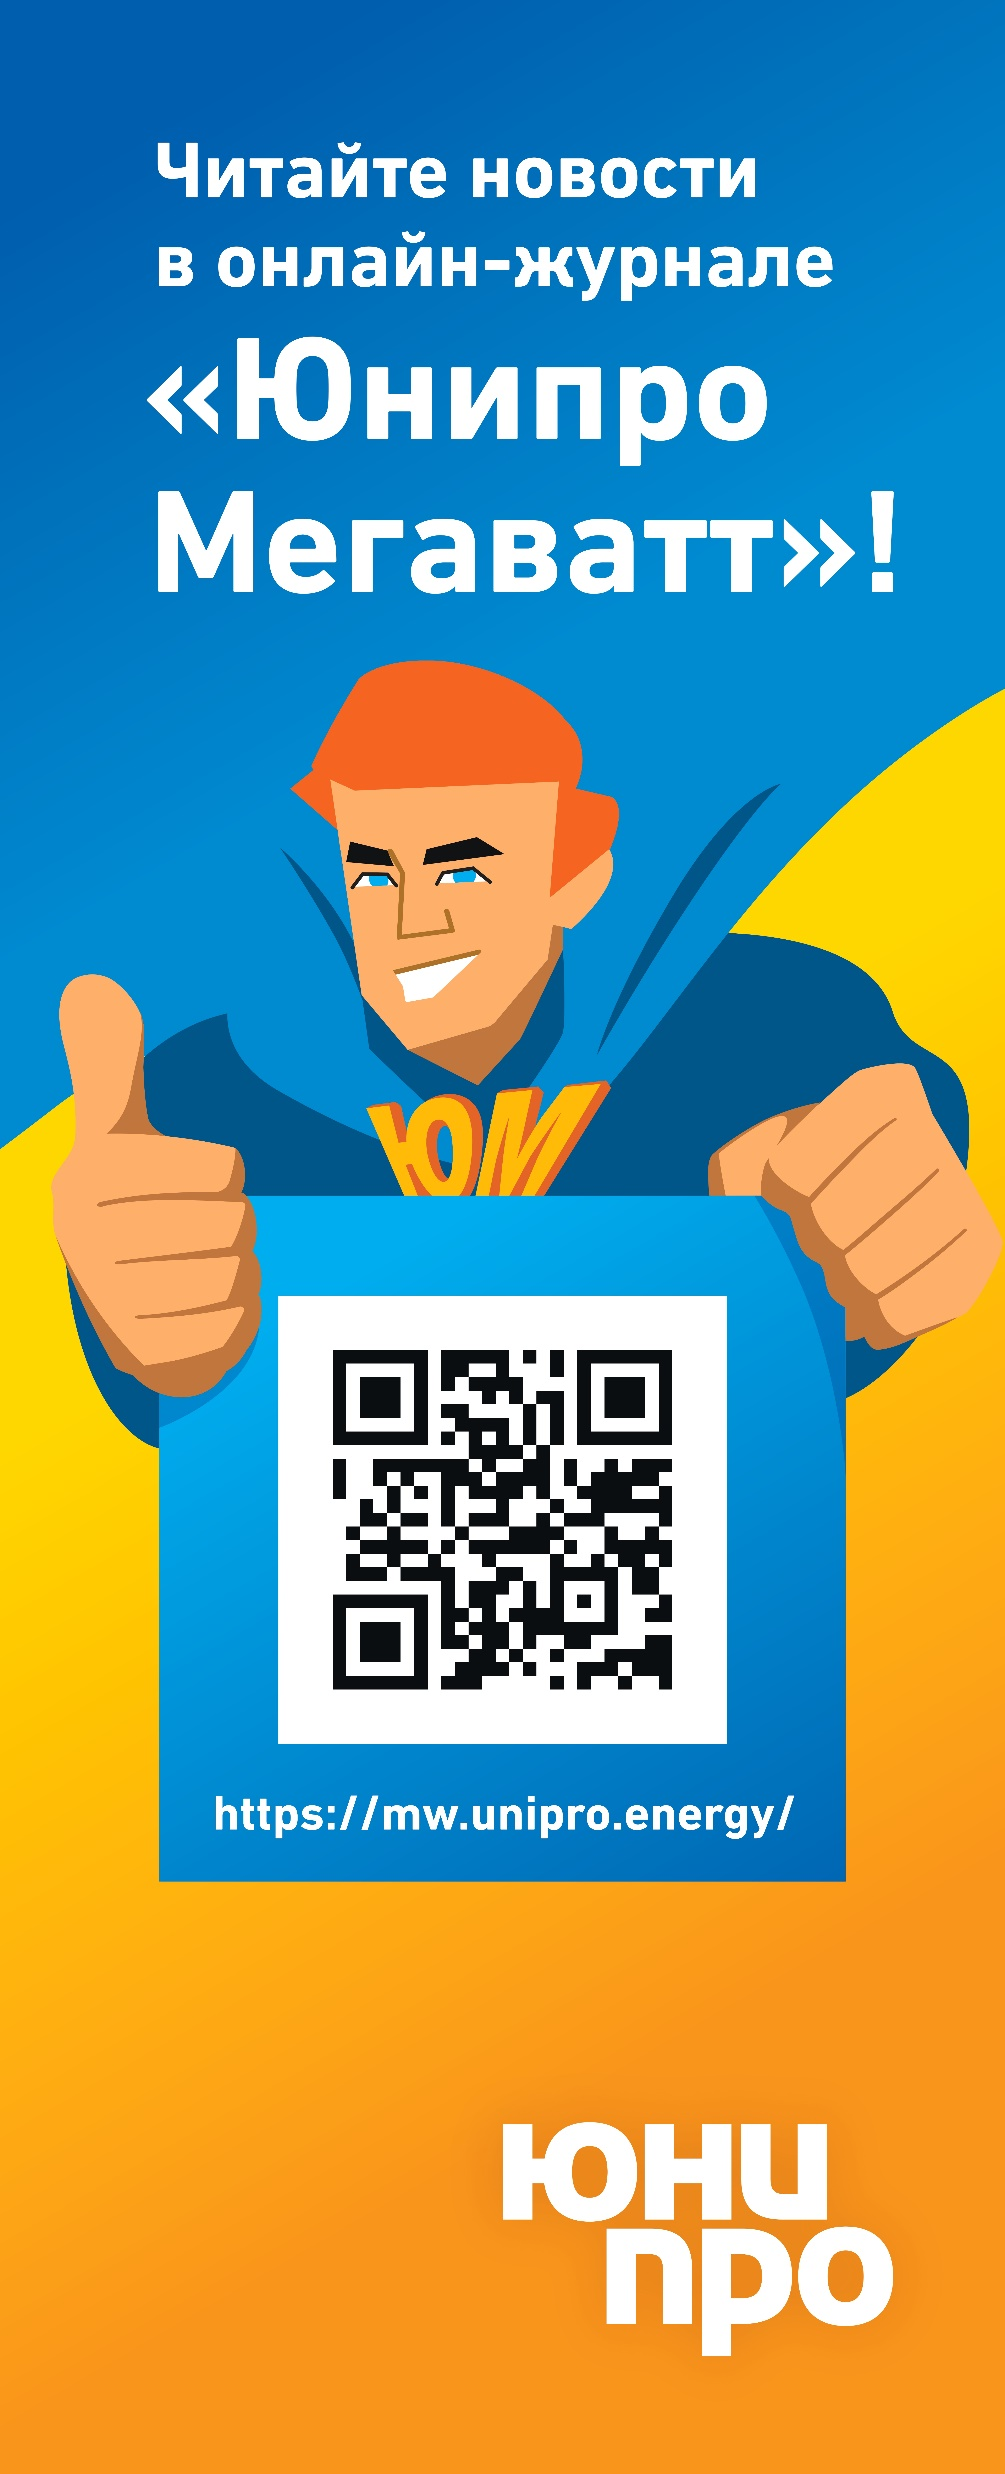 Читайте новости
в онлайн-журнале
«Юнипро
Мегаватт»!
ЮМ
https://mw.unipro.energy/
юни
про